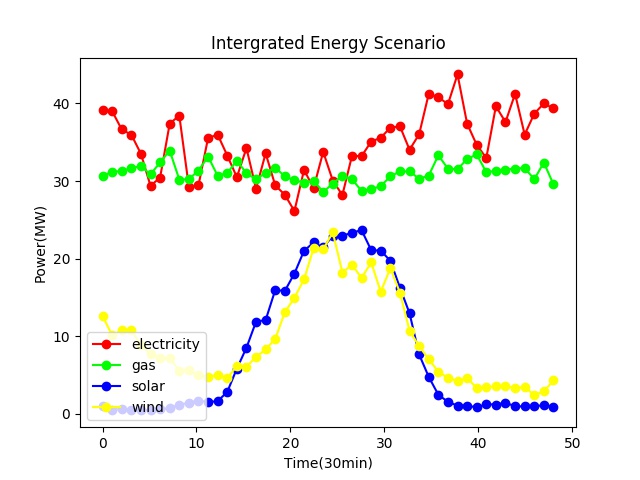 Intergrated Energy Scenario
Power(MW)
40
30
20
10
0
electricity
gas
solar
wind
0 10 20 30 40 50
Time(30min)